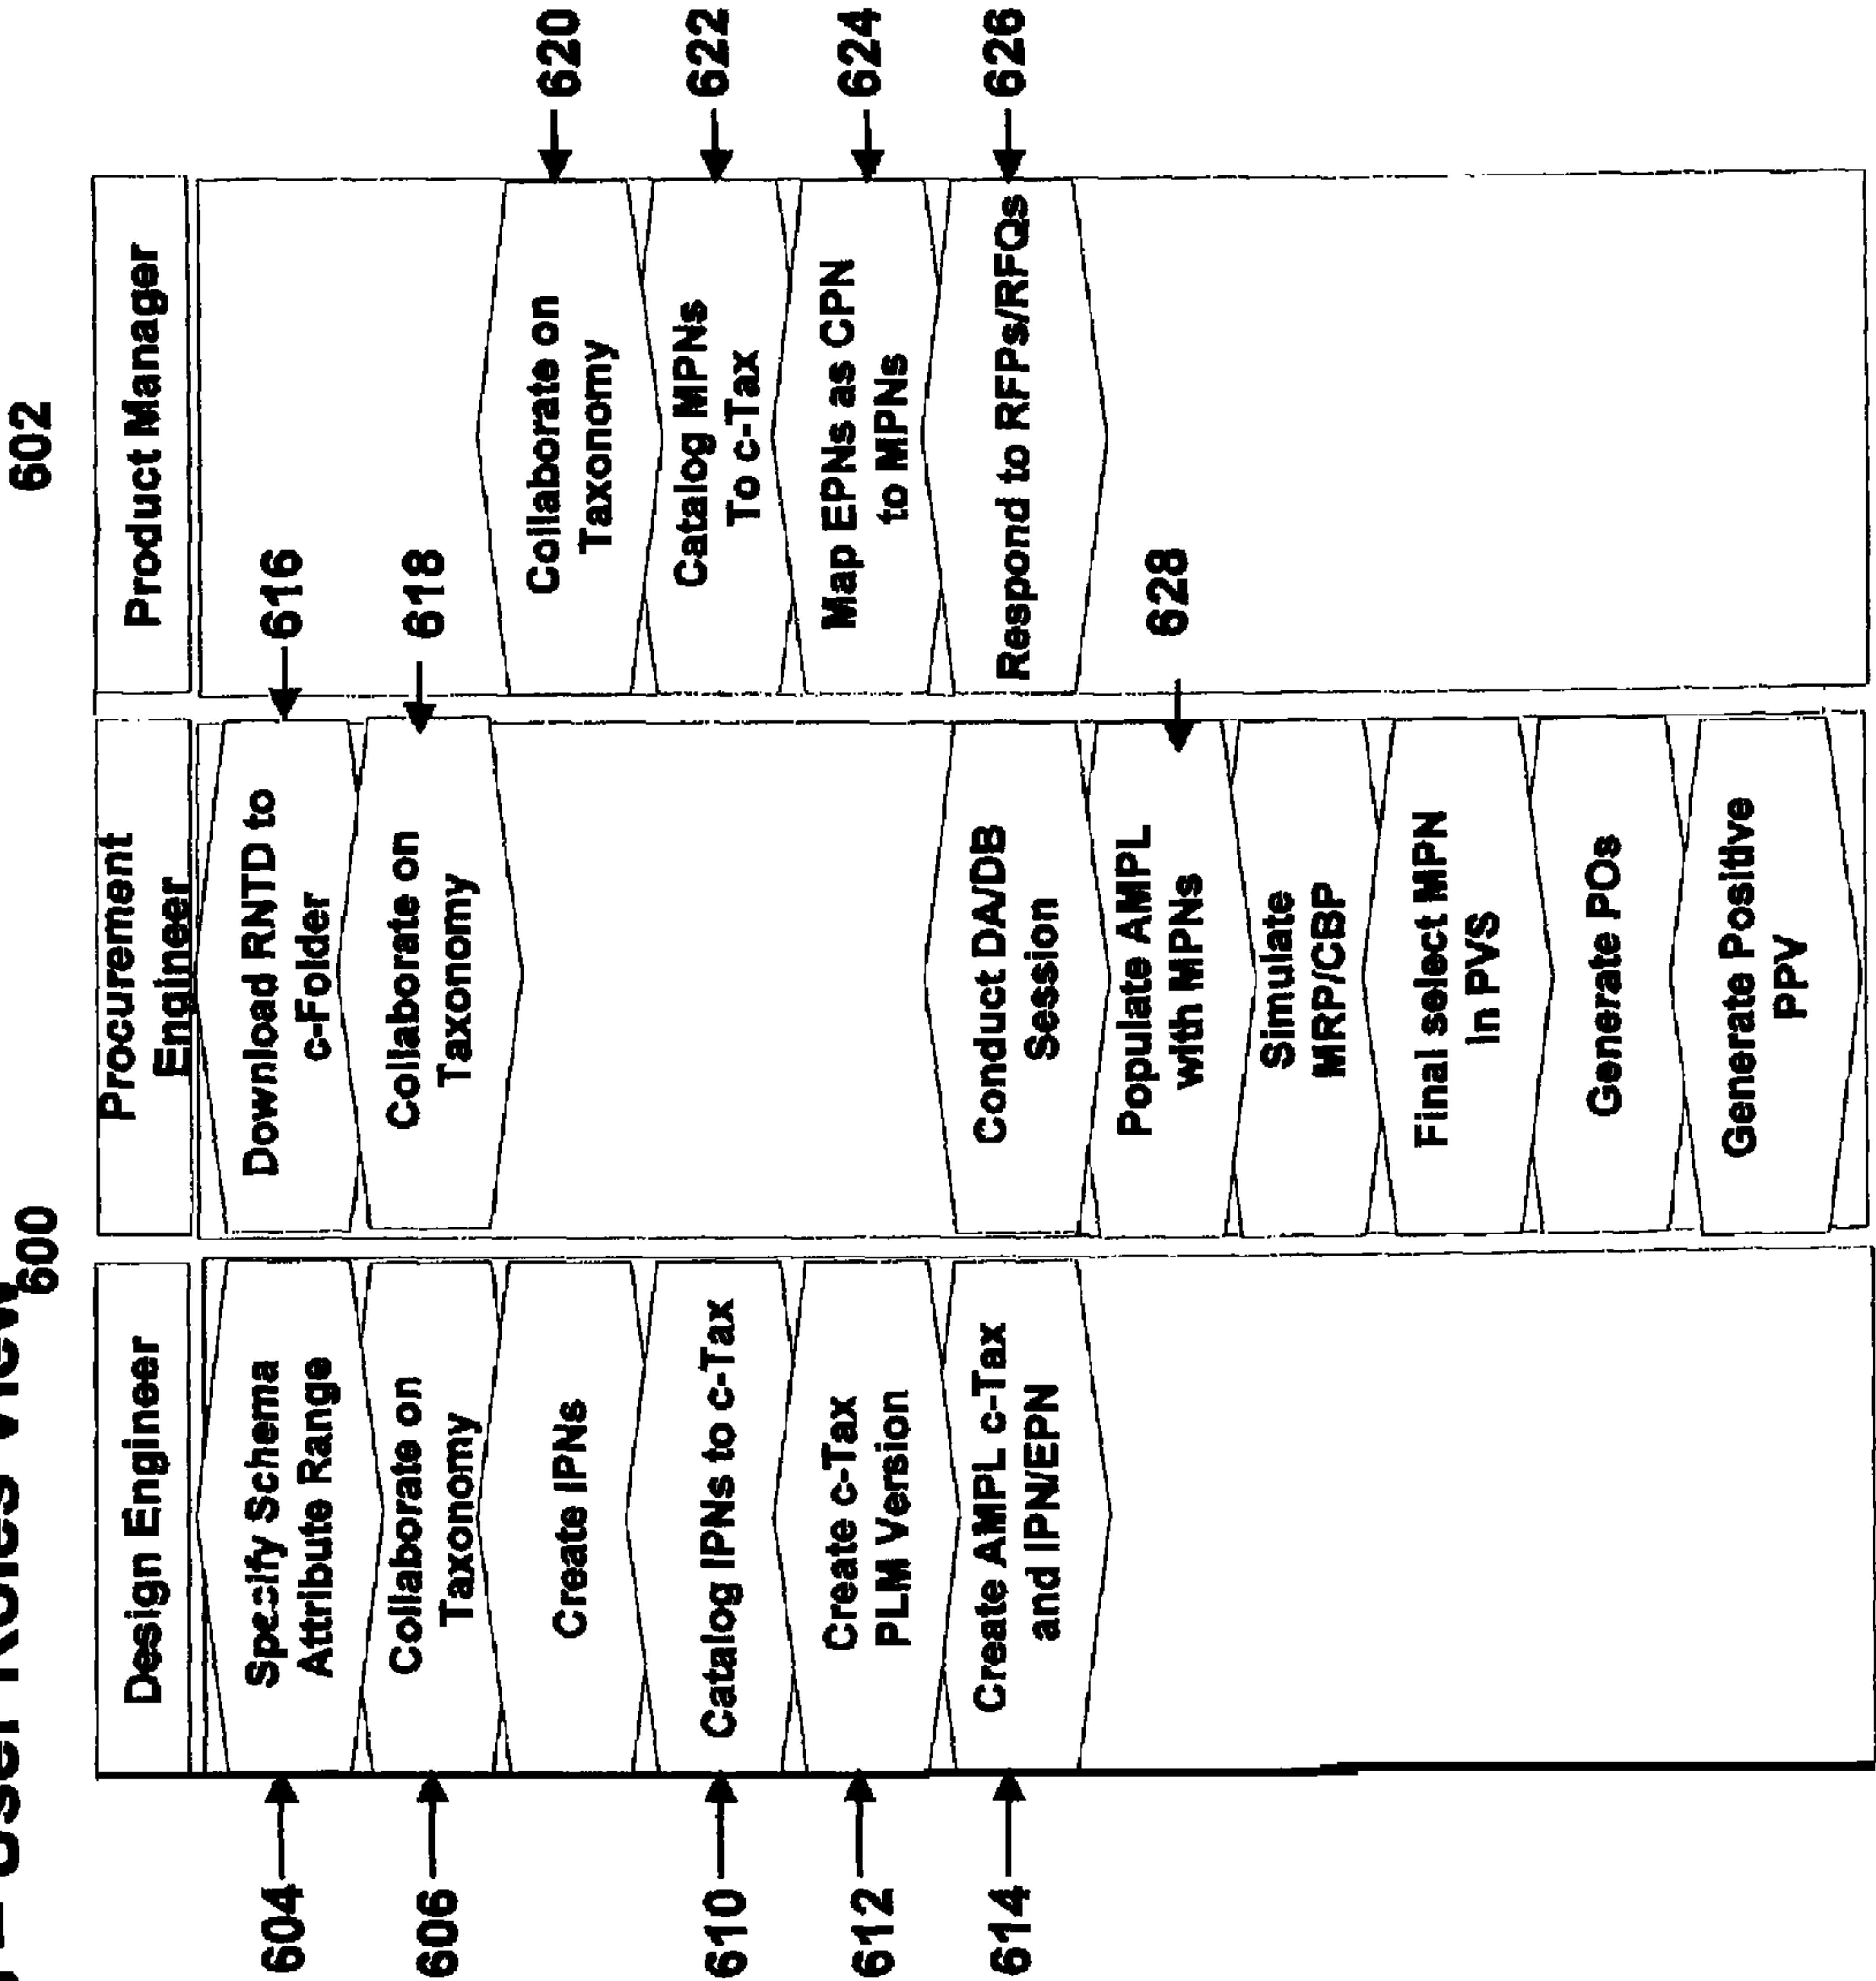 User Roles View
600
602
Design Engineer
604
Specify Schema
Attribute Range
606
Collaborate on
Taxonomy
Create IPNs
610
Catalog IPNs to c-Tax
612
Create c-Tax
PLM Version
614
Create AMPL c-Tax
and IPN/EPN
Procurement
Engineer
616
Download RNTD to
c-Folder
618
Collaborate on
Taxonomy
Conduct DA/DB
Session
628
Populate AMPL
with MPNs
Simulate
MRP/CBP
Final select MPN
in PVS
Generate POs
Generate Positive
PPV
Product Manager
620
Collaborate on
Taxonomy
622
Catalog MPNs
To c-Tax
624
Map EPNs as CPN
to MPNs
626
Respond to RFPs/RFQs